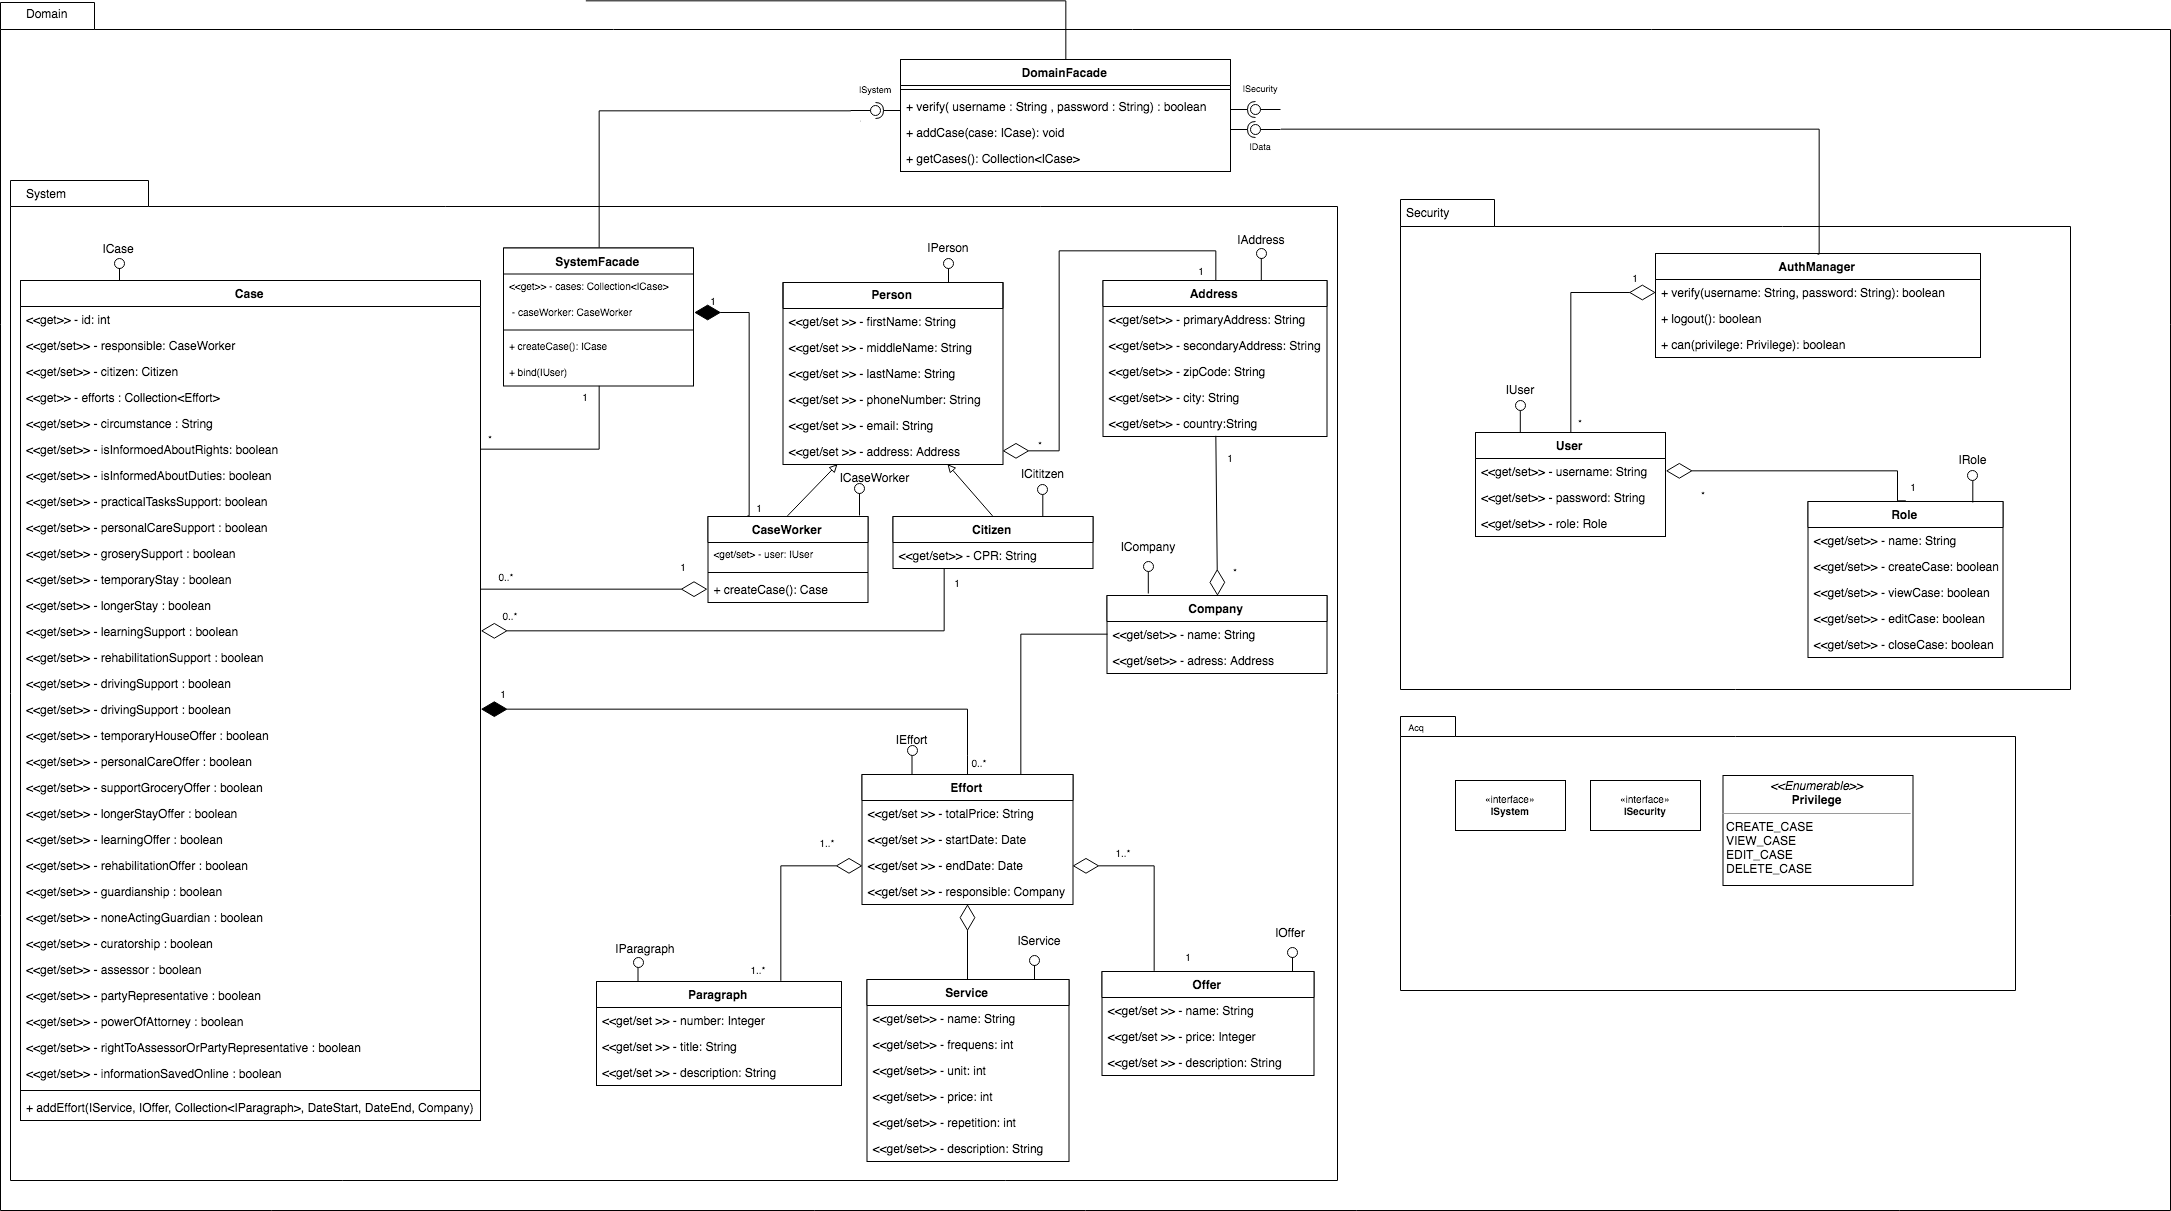 Domain
DomainFacade
+ verify( username : String , password : String) : boolean
+ addCase(case: ICase): void
+ getCases(): Collection<ICase>
ISystem
ISecurity
IData
System
ICase
Case
<<get>> - id: int
<<get/set>> - responsible: CaseWorker
<<get/set>> - citizen: Citizen
<<get>> - efforts : Collection<Effort>
<<get/set>> - circumstance : String
<<get/set>> - isInformoedAboutRights: boolean
<<get/set>> - isInformedAboutDuties: boolean
<<get/set>> - practicalTasksSupport: boolean
<<get/set>> - personalCareSupport : boolean
<<get/set>> - groserySupport : boolean
<<get/set>> - temporaryStay : boolean
<<get/set>> - longerStay : boolean
<<get/set>> - learningSupport : boolean
<<get/set>> - rehabilitationSupport : boolean
<<get/set>> - drivingSupport : boolean
<<get/set>> - drivingSupport : boolean
<<get/set>> - temporaryHouseOffer : boolean
<<get/set>> - personalCareOffer : boolean
<<get/set>> - supportGroceryOffer : boolean
<<get/set>> - longerStayOffer : boolean
<<get/set>> - learningOffer : boolean
<<get/set>> - rehabilitationOffer : boolean
<<get/set>> - guardianship : boolean
<<get/set>> - noneActingGuardian : boolean
<<get/set>> - curatorship : boolean
<<get/set>> - assessor : boolean
<<get/set>> - partyRepresentative : boolean
<<get/set>> - powerOfAttorney : boolean
<<get/set>> - rightToAssessorOrPartyRepresentative : boolean
<<get/set>> - informationSavedOnline : boolean
+ addEffort(IService, IOffer, Collection<IParagraph>, DateStart, DateEnd, Company)
SystemFacade
<<get>> - cases: Collection<ICase>
- caseWorker: CaseWorker
+ createCase(): ICase
+ bind(IUser)
1
*
1
1
IPerson
Person
<<get/set >> - firstName: String
<<get/set >> - middleName: String
<<get/set >> - lastName: String
<<get/set >> - phoneNumber: String
<<get/set >> - email: String
<<get/set >> - address: Address
*
1
IAddress
Address
<<get/set>> - primaryAddress: String
<<get/set>> - secondaryAddress: String
<<get/set>> - zipCode: String
<<get/set>> - city: String
<<get/set>> - country:String
1
*
ICaseWorker
CaseWorker
<get/set> - user: IUser
+ createCase(): Case
1
0..*
ICititzen
Citizen
<<get/set>> - CPR: String
1
0..*
ICompany
Company
<<get/set>> - name: String
<<get/set>> - adress: Address
1
0..*
IEffort
Effort
<<get/set >> - totalPrice: String
<<get/set >> - startDate: Date
<<get/set >> - endDate: Date
<<get/set >> - responsible: Company
1..*
1..*
1..*
1
IParagraph
Paragraph
<<get/set >> - number: Integer
<<get/set >> - title: String
<<get/set >> - description: String
IService
Service
<<get/set>> - name: String
<<get/set>> - frequens: int
<<get/set>> - unit: int
<<get/set>> - price: int
<<get/set>> - repetition: int
<<get/set>> - description: String
IOffer
Offer
<<get/set >> - name: String
<<get/set >> - price: Integer
<<get/set >> - description: String
Security
AuthManager
+ verify(username: String, password: String): boolean
+ logout(): boolean
+ can(privilege: Privilege): boolean
1
*
IUser
User
<<get/set>> - username: String
<<get/set>> - password: String
<<get/set>> - role: Role
*
1
IRole
Role
<<get/set>> - name: String
<<get/set>> - createCase: boolean
<<get/set>> - viewCase: boolean
<<get/set>> - editCase: boolean
<<get/set>> - closeCase: boolean
Acq
«interface»
ISystem
«interface»
ISecurity
<<Enumerable>>
Privilege
CREATE_CASE
VIEW_CASE
EDIT_CASE
DELETE_CASE